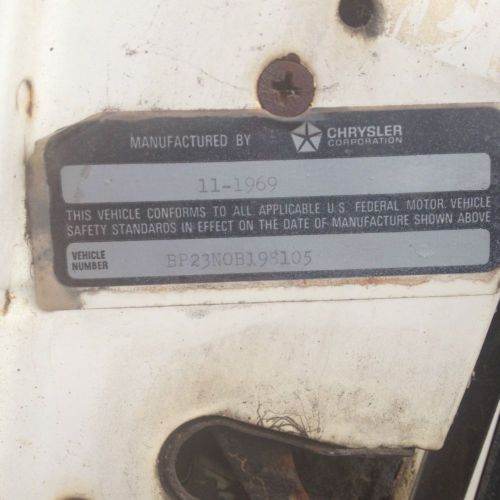 MANUFACTURED BY CHRYSLER CORPORATION
11-1969
THIS VEHICLE CONFORMS TO ALL APPLICABLE U.S. FEDERAL MOTOR VEHICLE
SAFETY STANDARDS IN EFFECT ON THE DATE OF MANUFACTURE SHOWN ABOVE
VEHICLE NUMBER BP23N0B198105